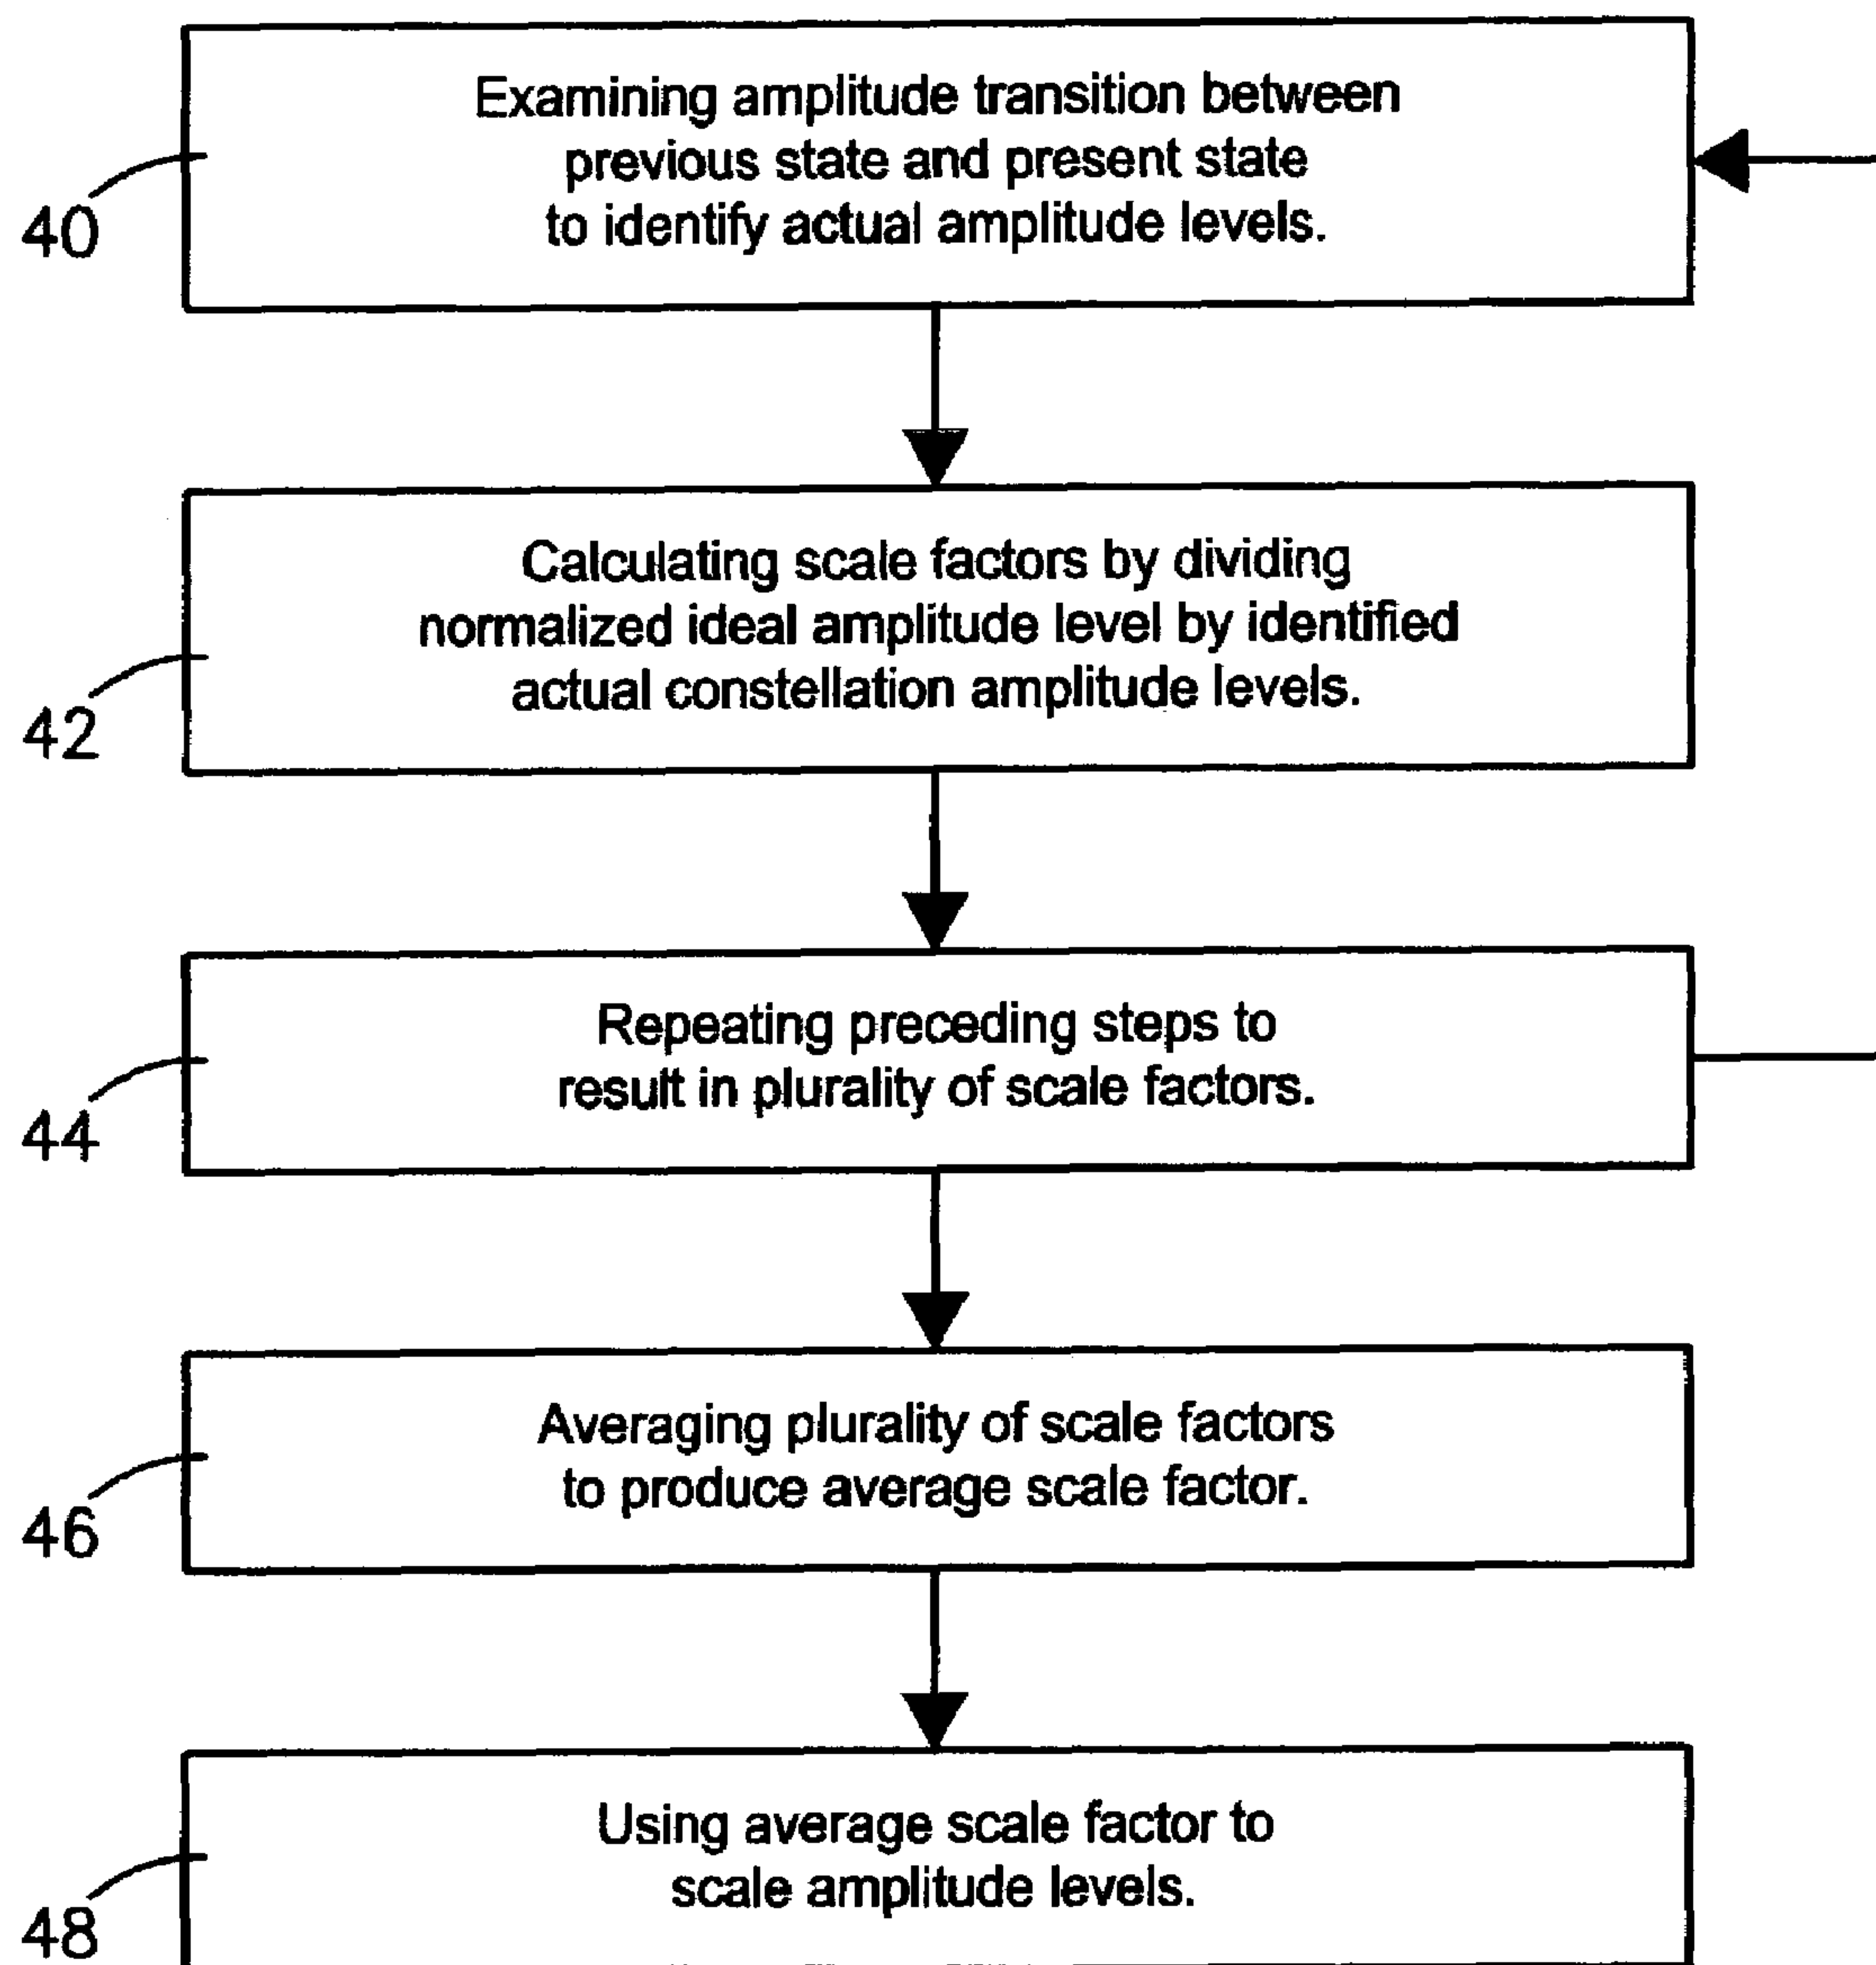 Examining amplitude transition between
previous state and present state
to identify actual amplitude levels.
40
Calculating scale factors by dividing
normalized ideal amplitude level by identified
actual constellation amplitude levels.
42
Repeating preceding steps to
result in plurality of scale factors.
44
Averaging plurality of scale factors
to produce average scale factor.
46
Using average scale factor to
scale amplitude levels.
48